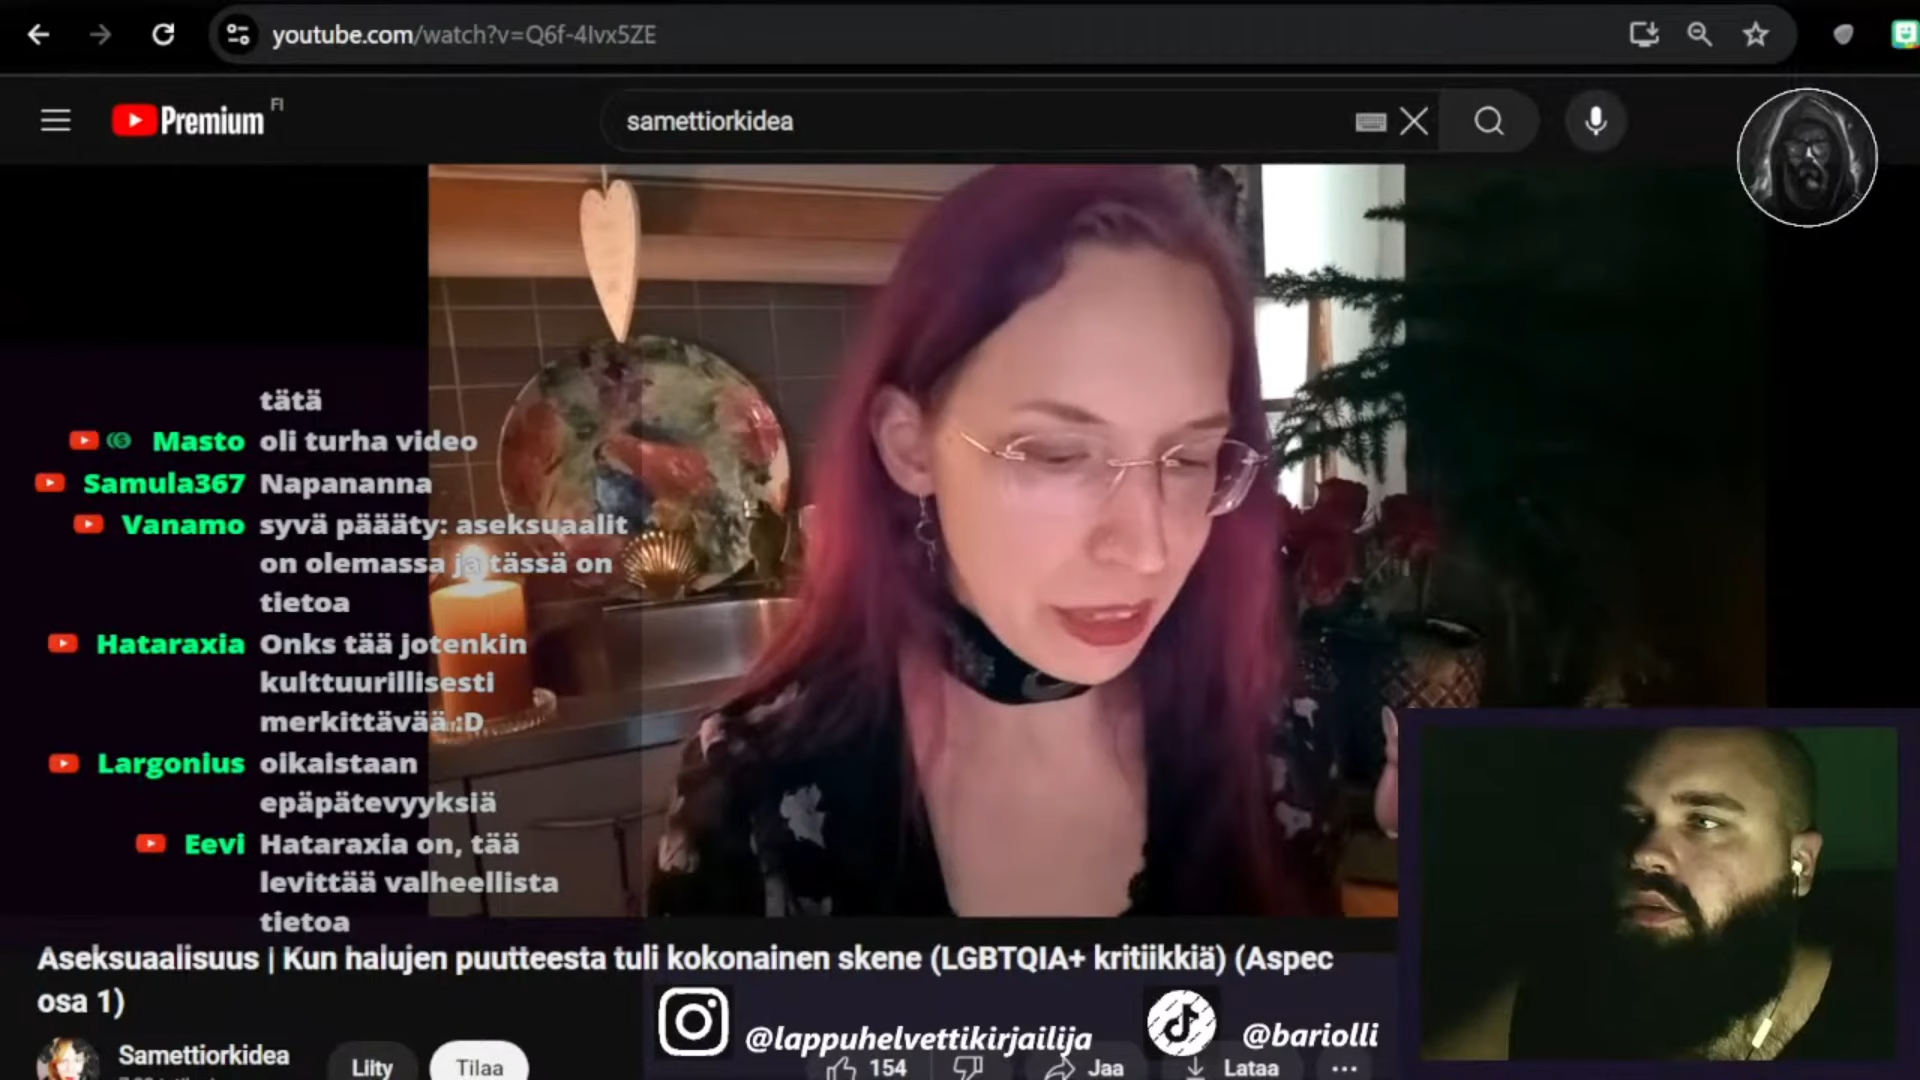 youtube.com/watch?v=Q6f-4lvx5ZE
Premium FI
samettiorkidea
tätä
Masto oli turha video
Samula367 Napananna
Vanamo syvä päääty: aseksuaalit
on olemassa ja tässä on
tietoa
Hataraxia Onks tää jotenkin
kulttuurillisesti
merkittävää :D
Largonius oikaistaan
epäpätevyyksiä
Eevi Hataraxia on, tää
levittää valheellista
tietoa
Aseksuaalisuus | Kun halujen puutteesta tuli kokonainen skene (LGBTQIA+ kritiikkiä) (Aspec
osa 1)
@lappuhelvettikirjailija @bariolli
Samettiorkidea
Liity Tilaa 154 Jaa Lataa